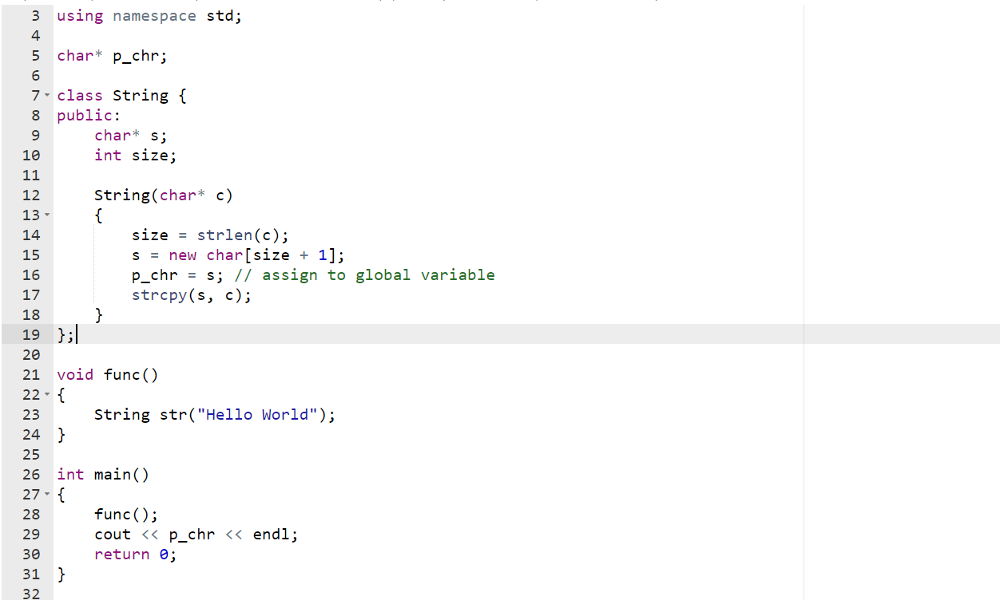 3 using namespace std;
4
5 char* p_chr;
6
7 class String {
8 public:
9     char* s;
10     int size;
11
12     String(char* c)
13     {
14         size = strlen(c);
15         s = new char[size + 1];
16         p_chr = s; // assign to global variable
17         strcpy(s, c);
18     }
19 };
20
21 void func()
22 {
23     String str("Hello World");
24 }
25
26 int main()
27 {
28     func();
29     cout << p_chr << endl;
30     return 0;
31 }
32